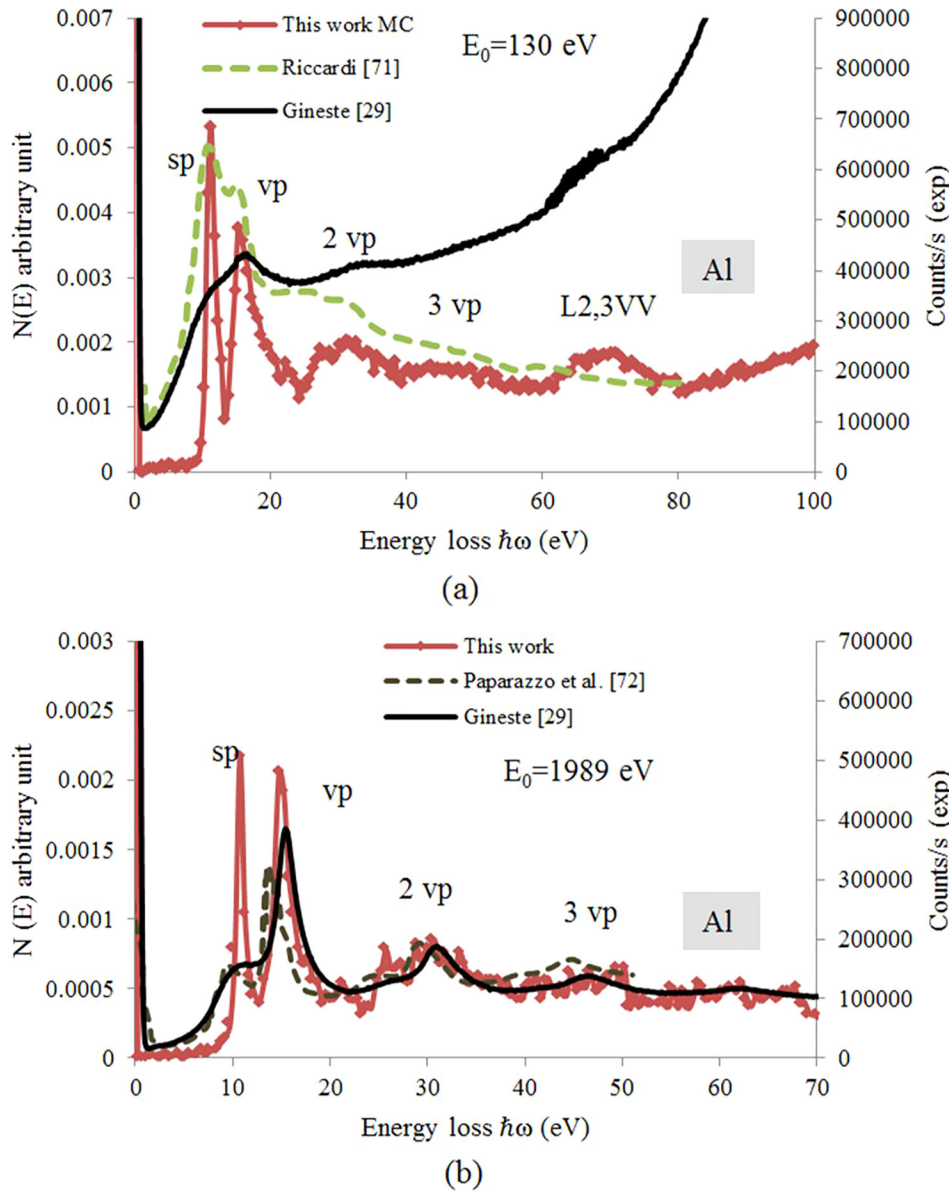 0.007
0.006
0.005
0.004
0.003
0.002
0.001
0
N(E) arbitrary unit
This work MC
Riccardi [71]
Gineste [29]
E0=130 eV
sp
vp
2 vp
3 vp
L2,3VV
Al
900000
800000
700000
600000
500000
400000
300000
200000
100000
0
Counts/s (exp)
0 20 40 60 80 100
Energy loss ℏω (eV)
(a)
0.003
0.0025
0.002
0.0015
0.001
0.0005
0
N (E) arbitrary unit
This work
Paparazzo et al. [72]
Gineste [29]
E0=1989 eV
sp
vp
2 vp
3 vp
Al
700000
600000
500000
400000
300000
200000
100000
0
Counts/s (exp)
0 10 20 30 40 50 60 70
Energy loss ℏω (eV)
(b)